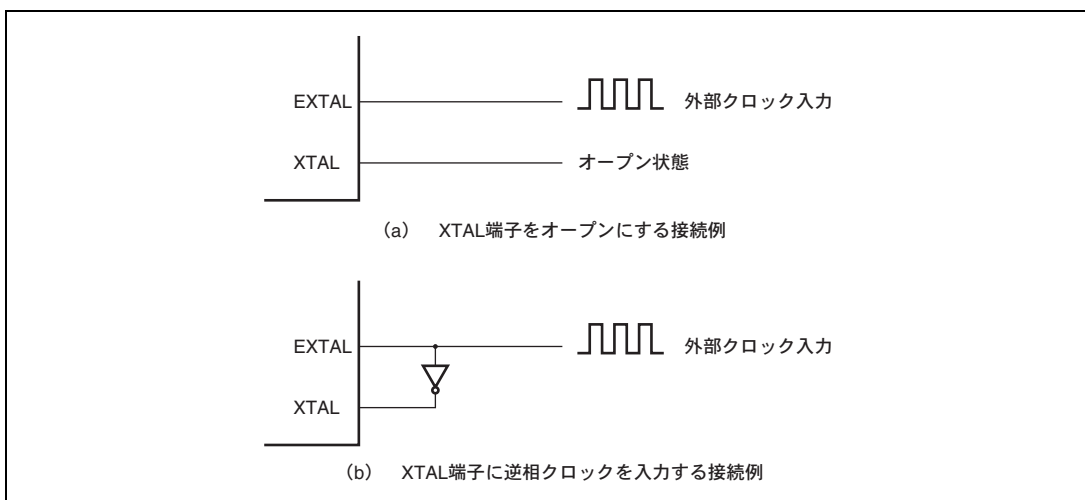 EXTAL 外部クロック入力
XTAL オープン状態
(a) XTAL端子をオープンにする接続例
EXTAL 外部クロック入力
XTAL
(b) XTAL端子に逆相クロックを入力する接続例